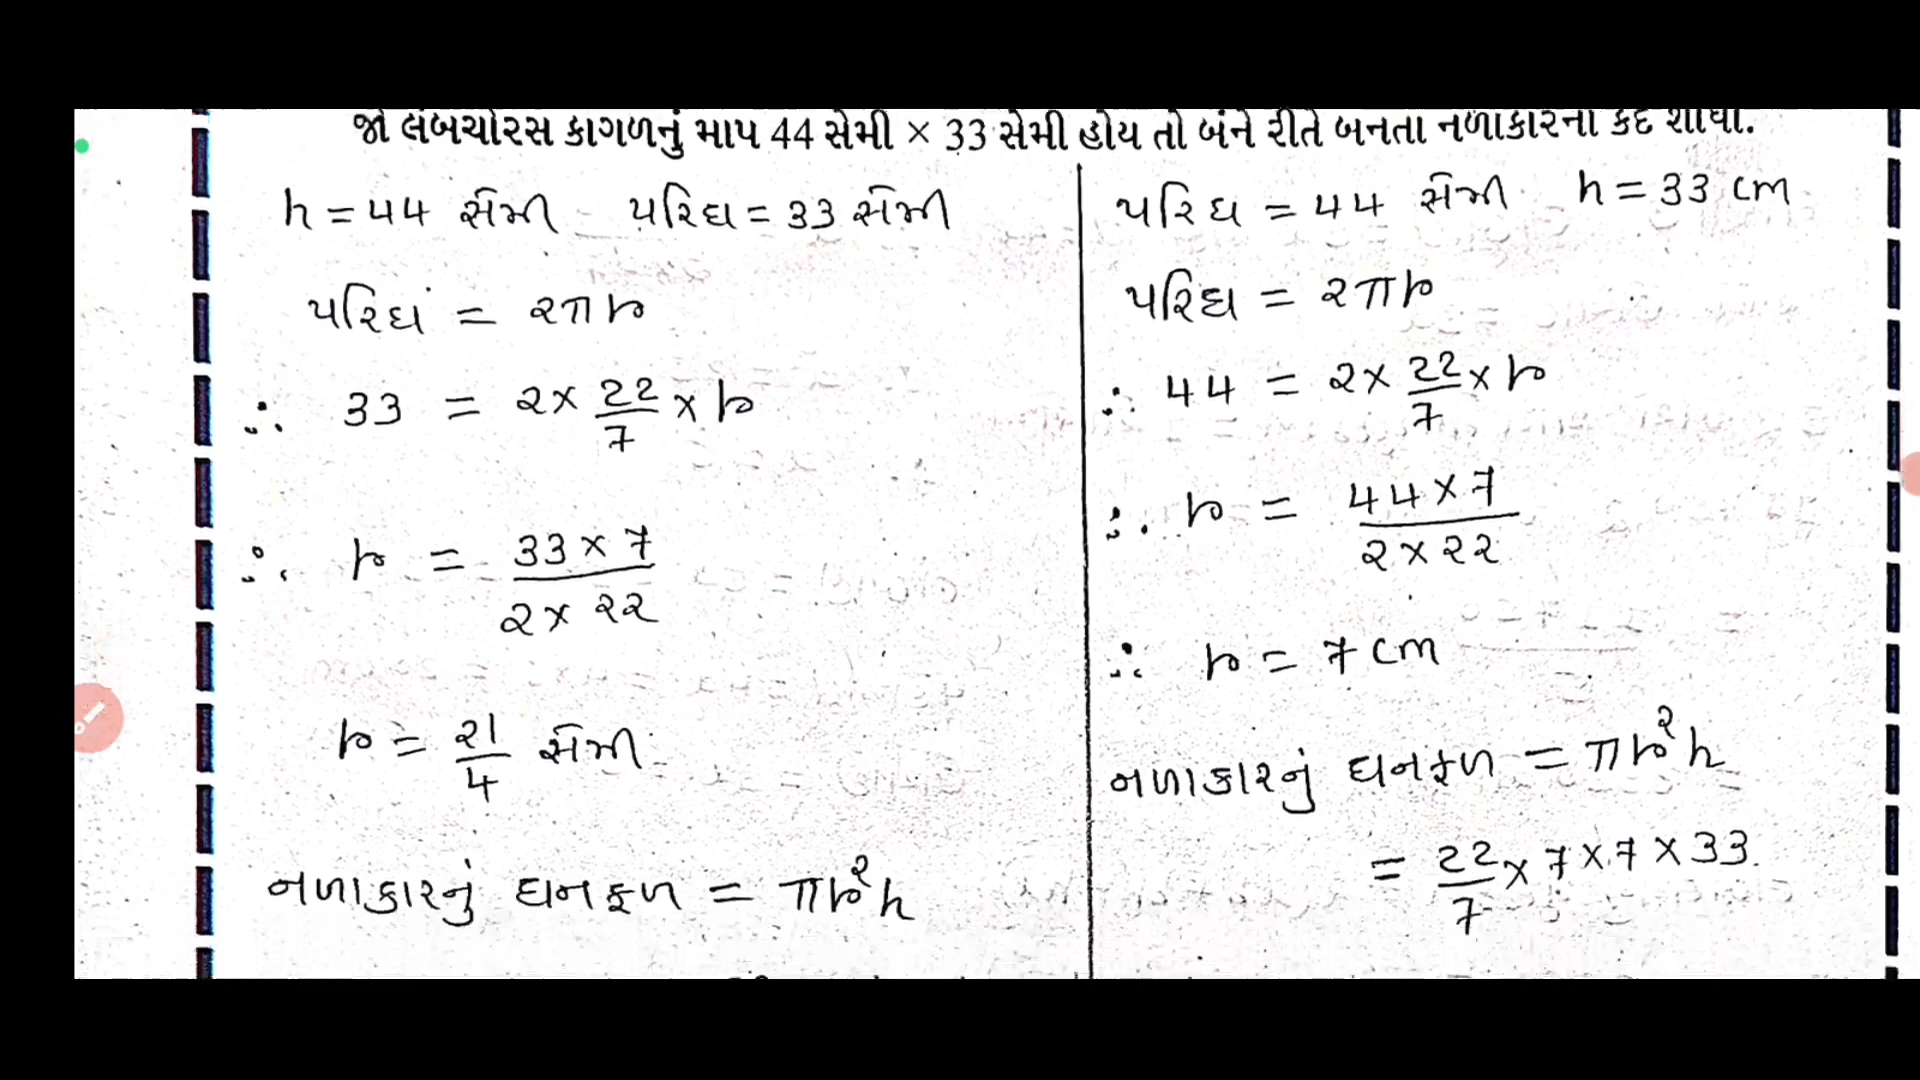 જો લંબચોરસ કાગળનું માપ 44 સેમી × 33 સેમી હોય તો બંને રીતે બનતા નળાકારના કદ શોધો.
h = 44 સેમી પરિઘ = 33 સેમી
પરિઘ = 2πr
∴ 33 = 2 × 22/7 × r
∴ r = 33 × 7 / 2 × 22
r = 21/4 સેમી
નળાકારનું ઘનફળ = πr²h
પરિઘ = 44 સેમી h = 33 cm
પરિઘ = 2πr
∴ 44 = 2 × 22/7 × r
∴ r = 44 × 7 / 2 × 22
∴ r = 7 cm
નળાકારનું ઘનફળ = πr²h
= 22/7 × 7 × 7 × 33